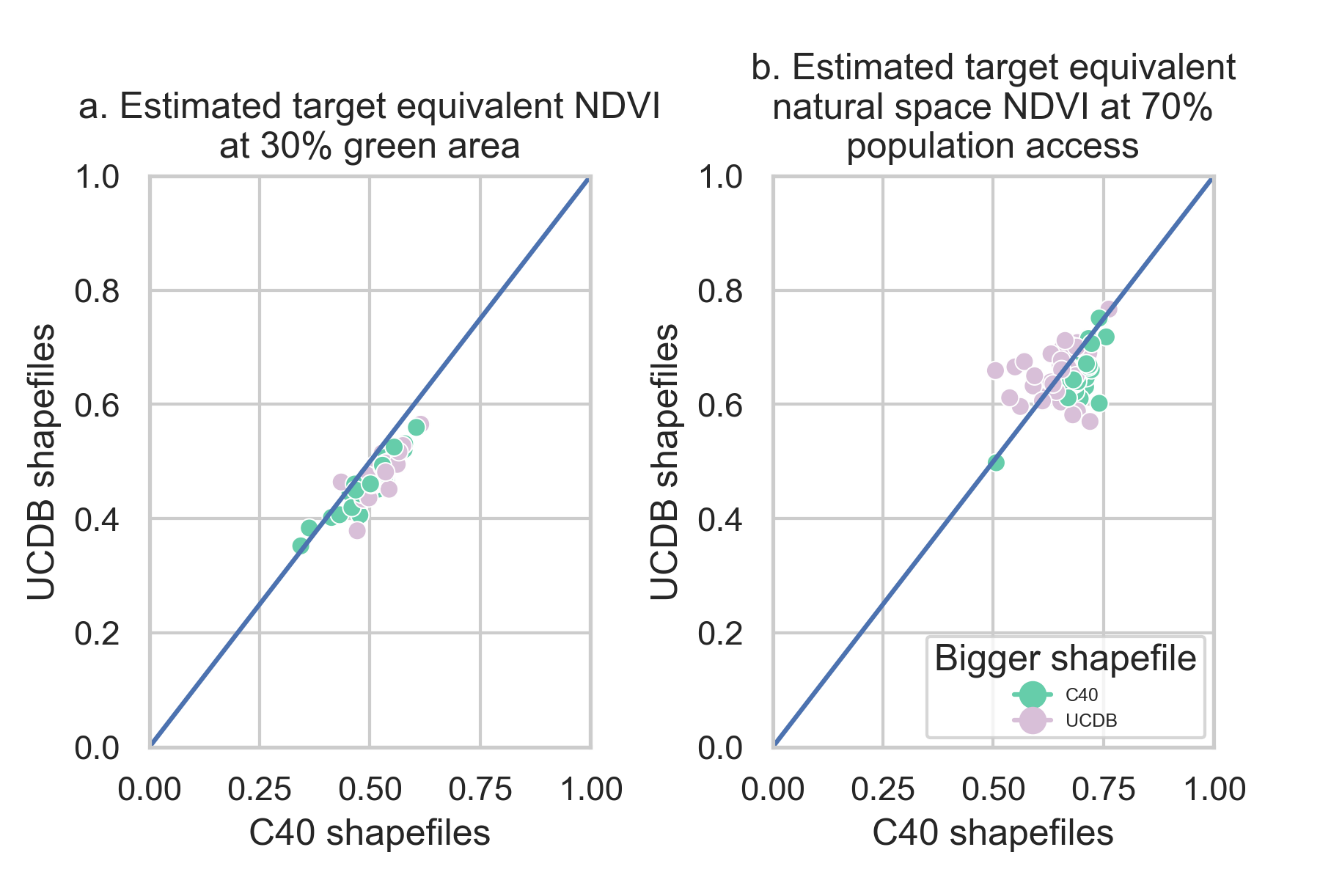 a. Estimated target equivalent NDVI
at 30% green area
1.0
0.8
0.6
0.4
0.2
0.0
UCDB shapefiles
0.00 0.25 0.50 0.75 1.00
C40 shapefiles
b. Estimated target equivalent
natural space NDVI at 70%
population access
1.0
0.8
0.6
0.4
0.2
0.0
UCDB shapefiles
Bigger shapefile
C40
UCDB
0.00 0.25 0.50 0.75 1.00
C40 shapefiles